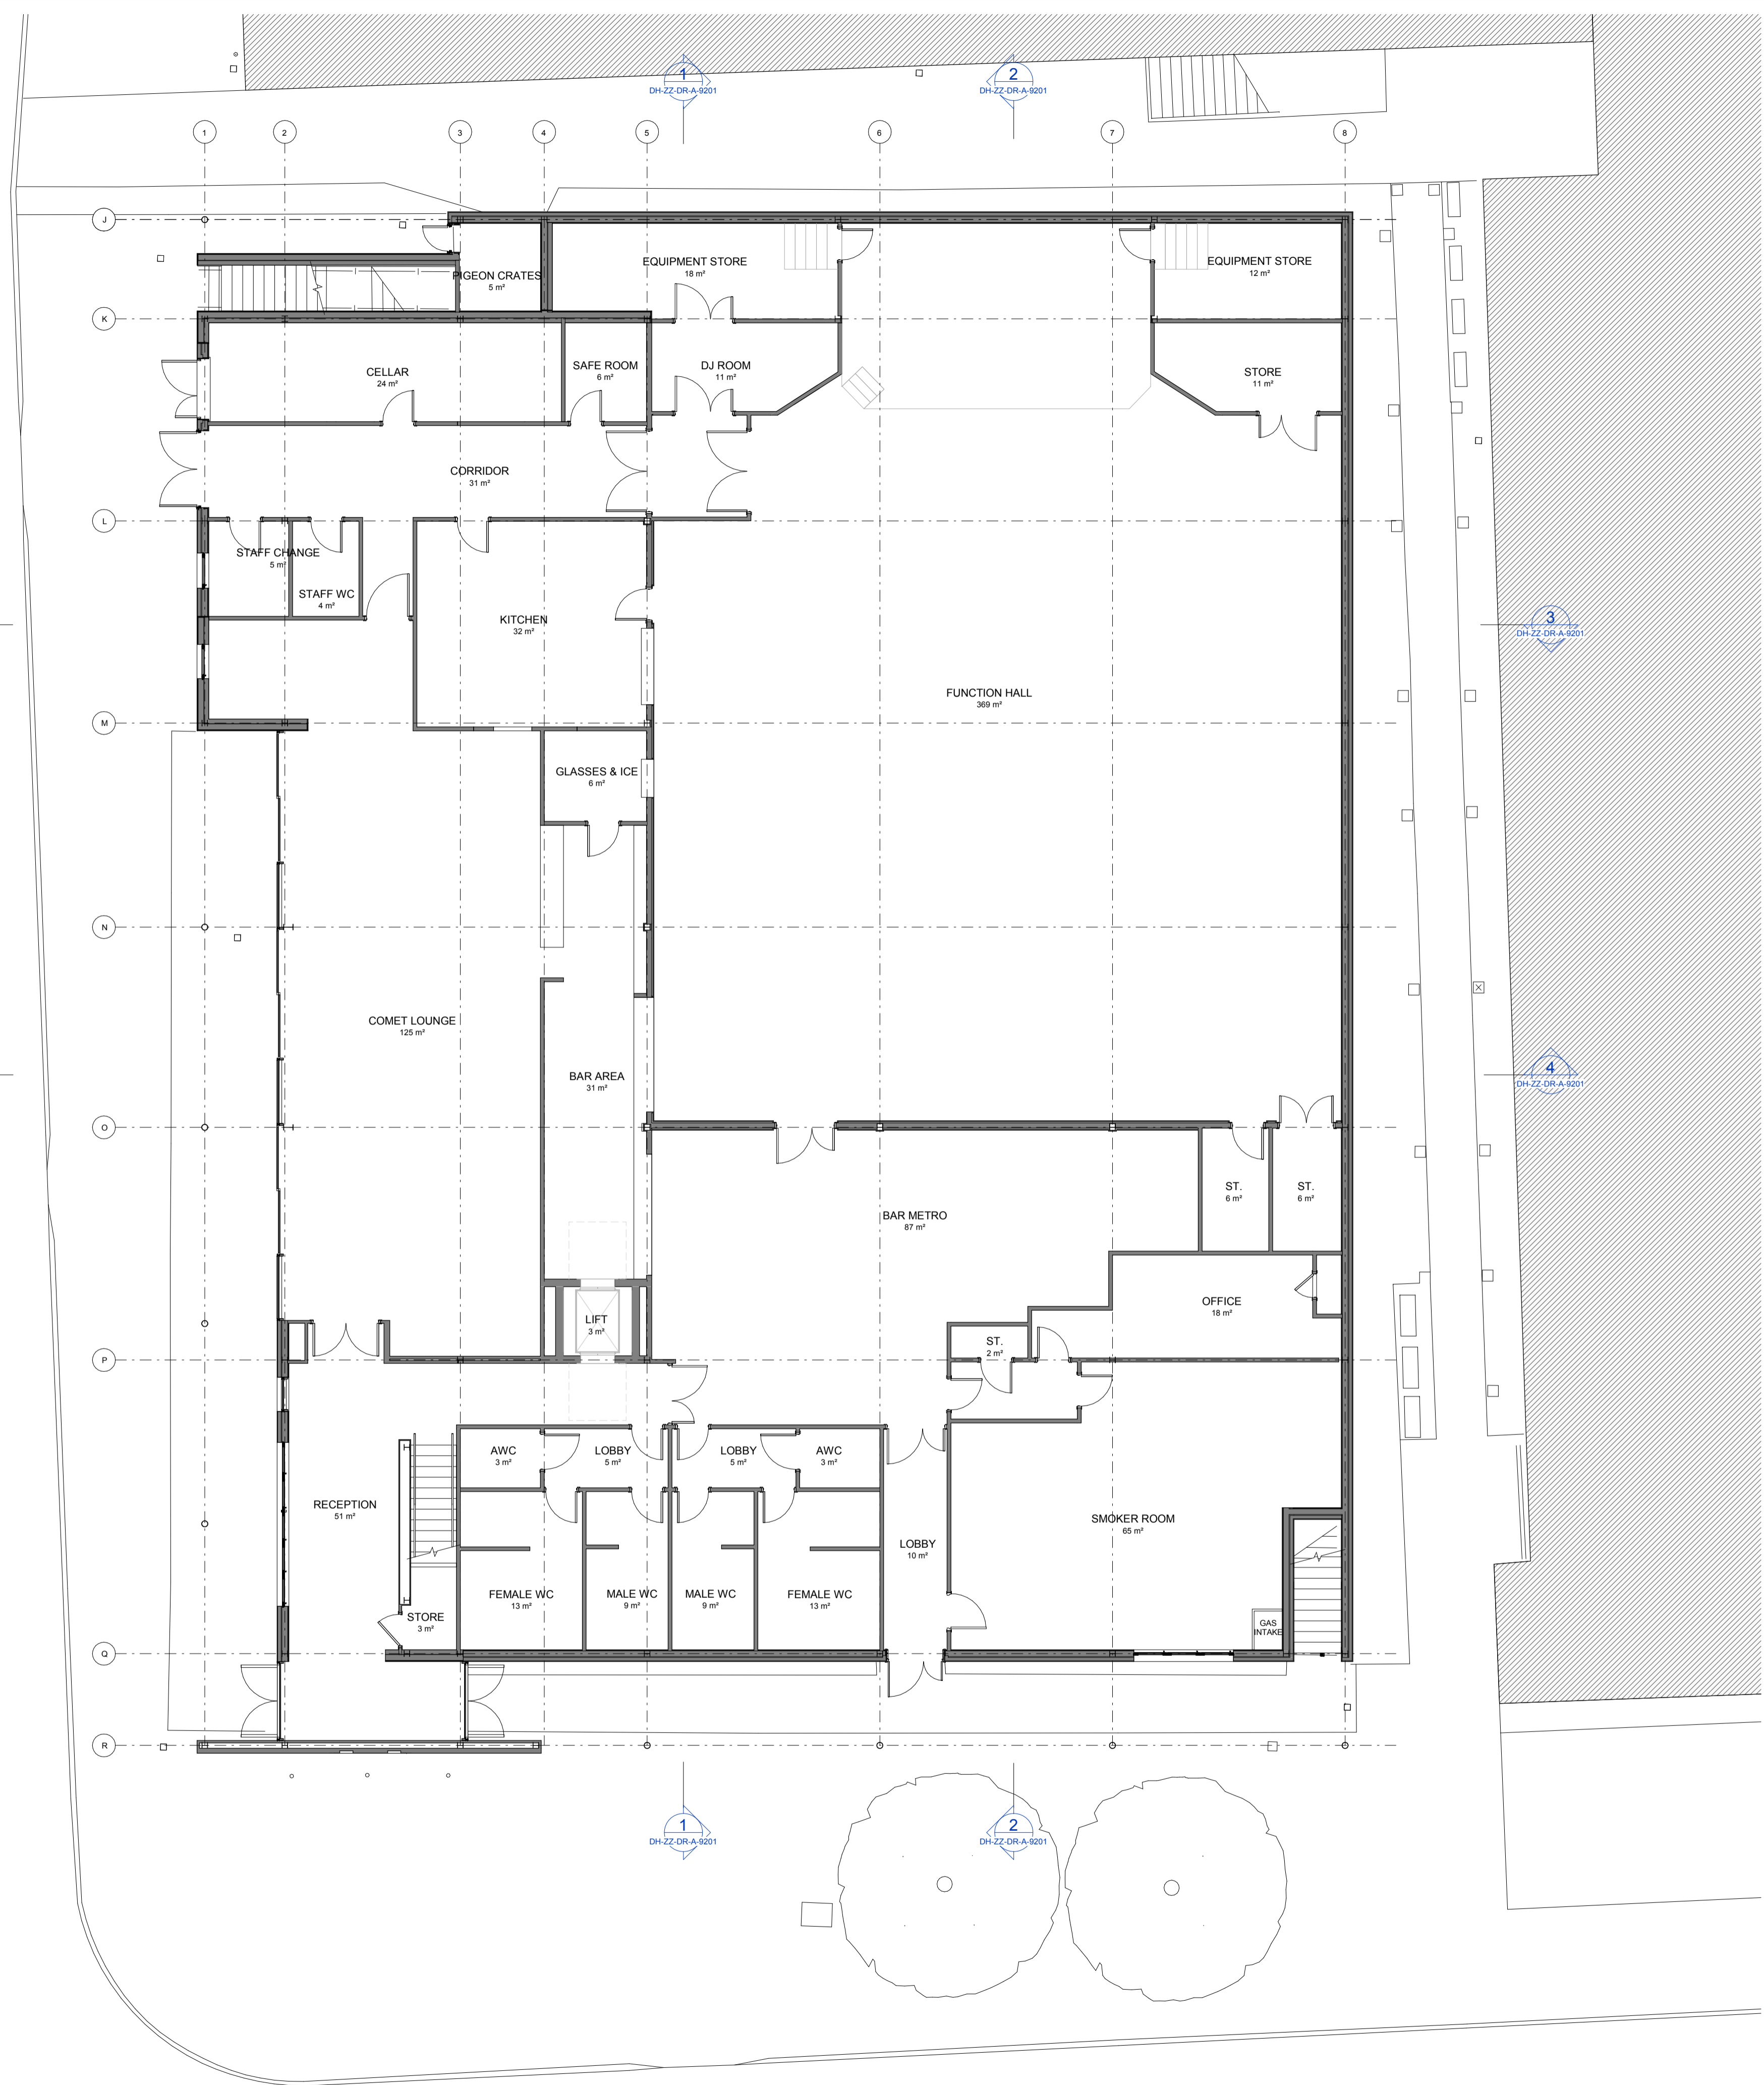 1
DH-ZZ-DR-A-9201
2
DH-ZZ-DR-A-9201
1
2
3
4
5
6
7
8
J
PIGEON CRATES
5 m²
EQUIPMENT STORE
18 m²
EQUIPMENT STORE
12 m²
K
CELLAR
24 m²
SAFE ROOM
6 m²
DJ ROOM
11 m²
STORE
11 m²
CORRIDOR
31 m²
L
STAFF CHANGE
5 m²
STAFF WC
4 m²
KITCHEN
32 m²
3
DH-ZZ-DR-A-9201
FUNCTION HALL
369 m²
M
GLASSES & ICE
6 m²
N
COMET LOUNGE
125 m²
BAR AREA
31 m²
4
DH-ZZ-DR-A-9201
O
BAR METRO
87 m²
ST.
6 m²
ST.
6 m²
OFFICE
18 m²
LIFT
3 m²
ST.
2 m²
P
AWC
3 m²
LOBBY
5 m²
LOBBY
5 m²
AWC
3 m²
RECEPTION
51 m²
SMOKER ROOM
65 m²
LOBBY
10 m²
FEMALE WC
13 m²
MALE WC
9 m²
MALE WC
9 m²
FEMALE WC
13 m²
STORE
3 m²
GAS
INTAKE
Q
R
1
DH-ZZ-DR-A-9201
2
DH-ZZ-DR-A-9201